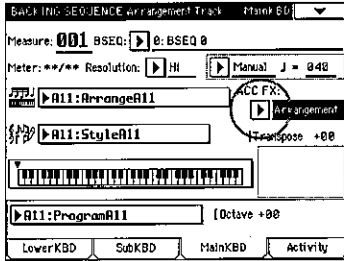 BACKING SEQUENCE Arrangement Track MainKBD
Measure: 001 BSEQ: 0: BSEQ 0
Meter: **/** Resolution: Hi Manual ♩ = 040
ACC FX:
A11:ArrangeA11 Arrangement
A11:StyleA11 Transpose +00
A11:ProgramA11 [Octave +00
LowerKBD SubKBD MainKBD Activity